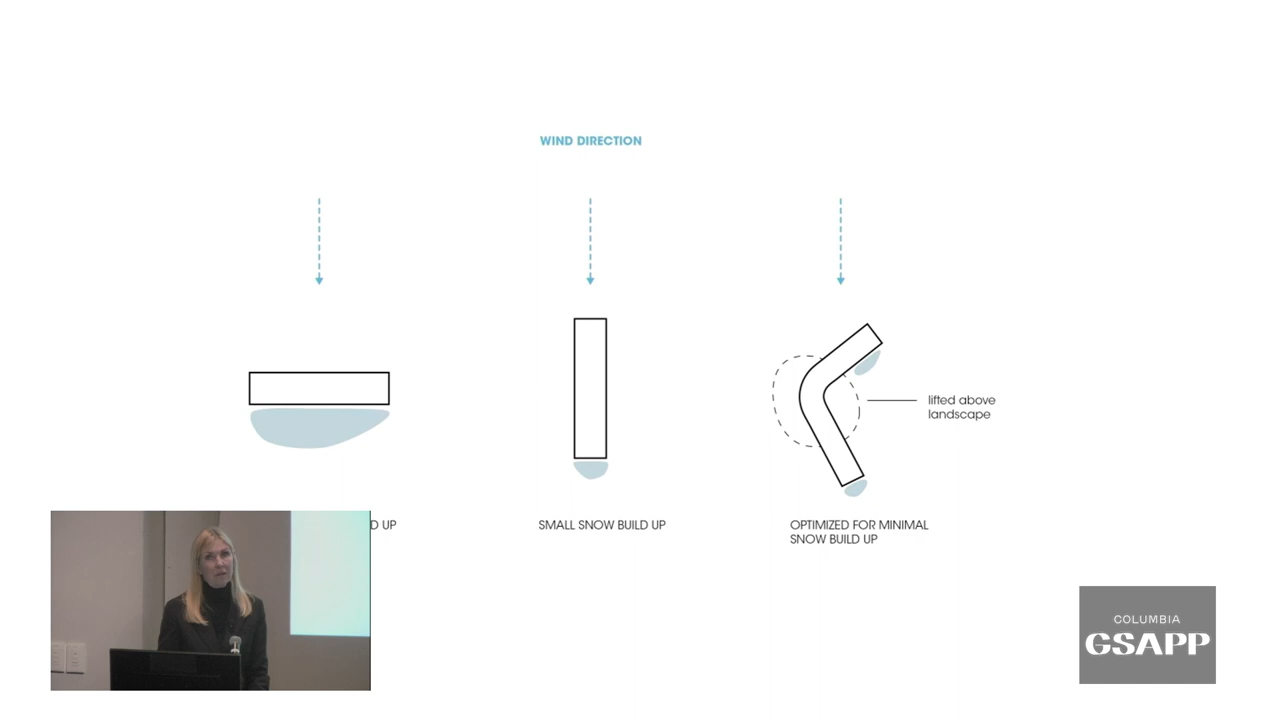 WIND DIRECTION
lifted above
landscape
D UP
SMALL SNOW BUILD UP
OPTIMIZED FOR MINIMAL
SNOW BUILD UP
COLUMBIA
GSAPP